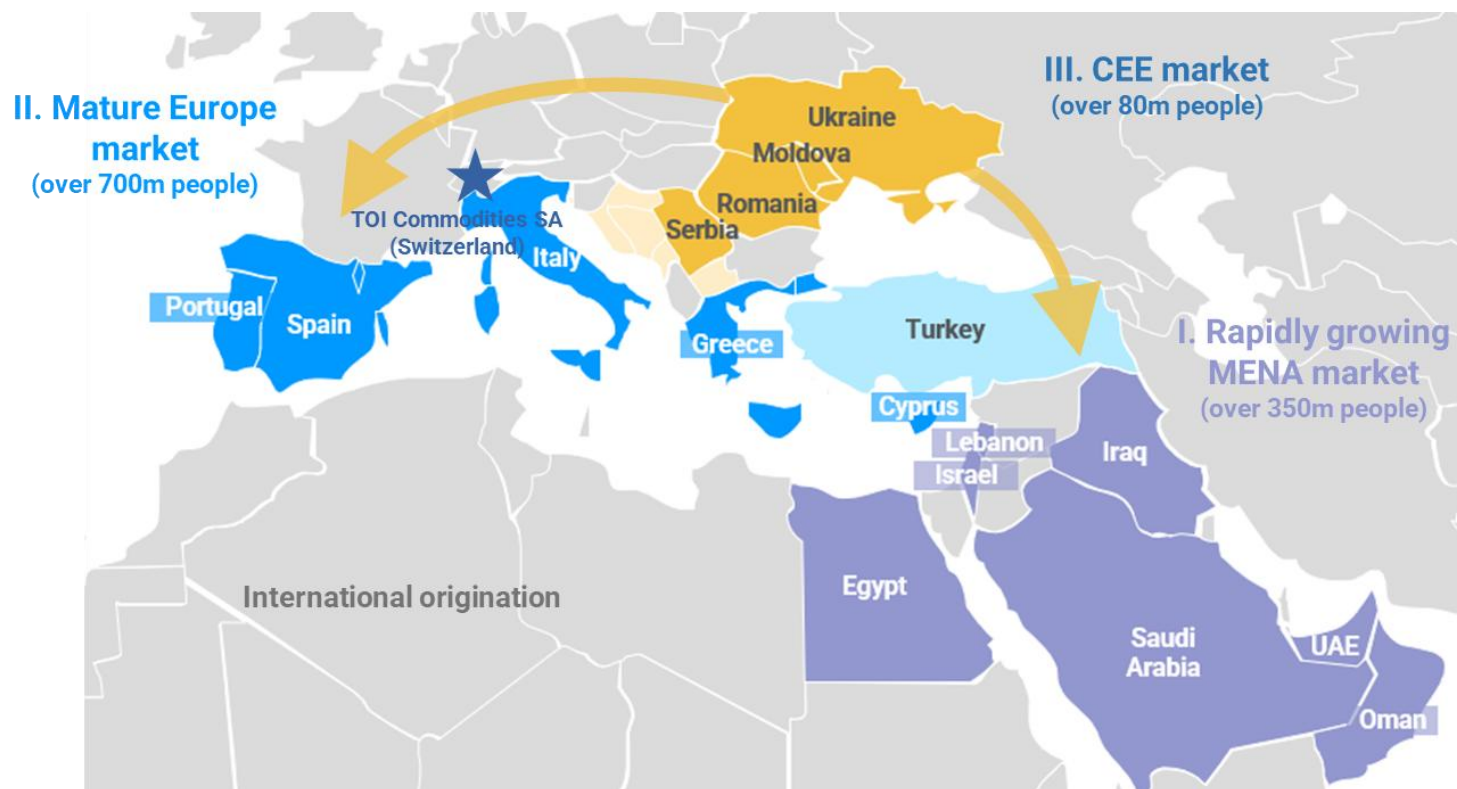 III. CEE market
(over 80m people)
II. Mature Europe
market
(over 700m people)
Ukraine
Moldova
Romania
Serbia
TOI Commodities SA
(Switzerland)
Italy
Portugal
Spain
Greece
Turkey
I. Rapidly growing
MENA market
(over 350m people)
Cyprus
Lebanon
Israel
Iraq
Egypt
International origination
Saudi
Arabia
UAE
Oman